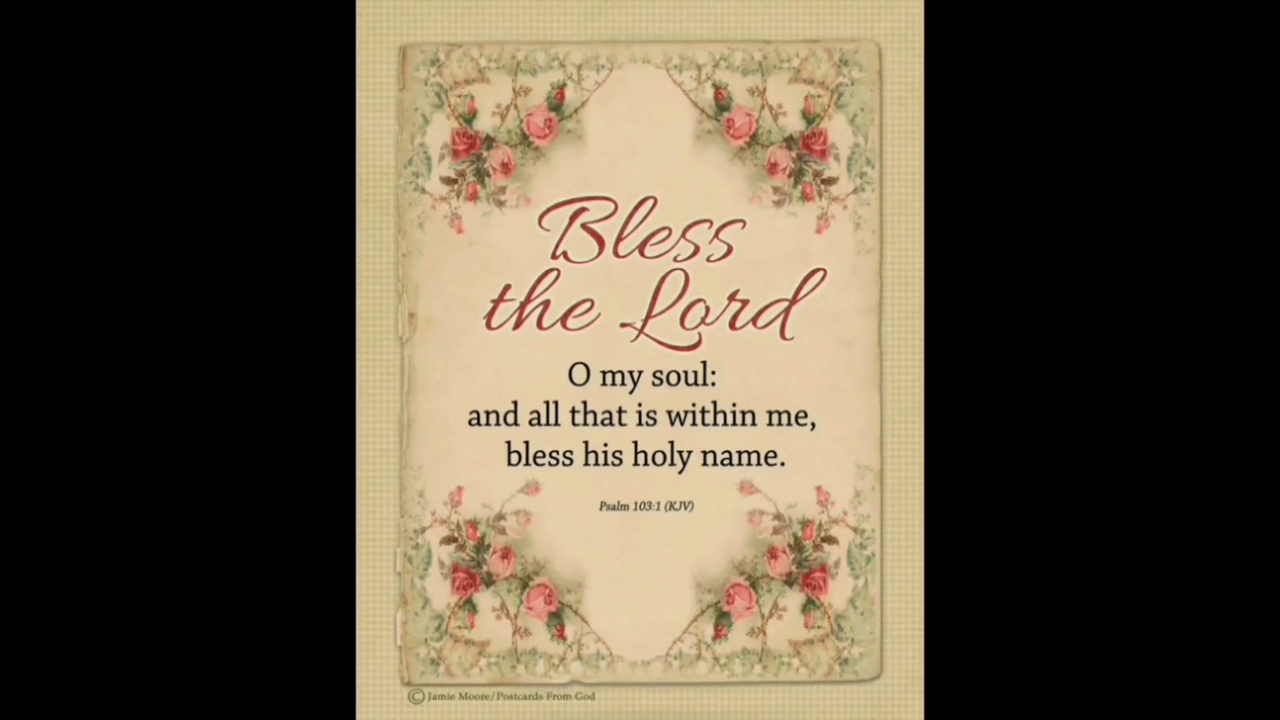 Bless
the Lord
O my soul:
and all that is within me,
bless his holy name.
Psalm 103:1 (KJV)
© Jamie Moore/Postcards From God